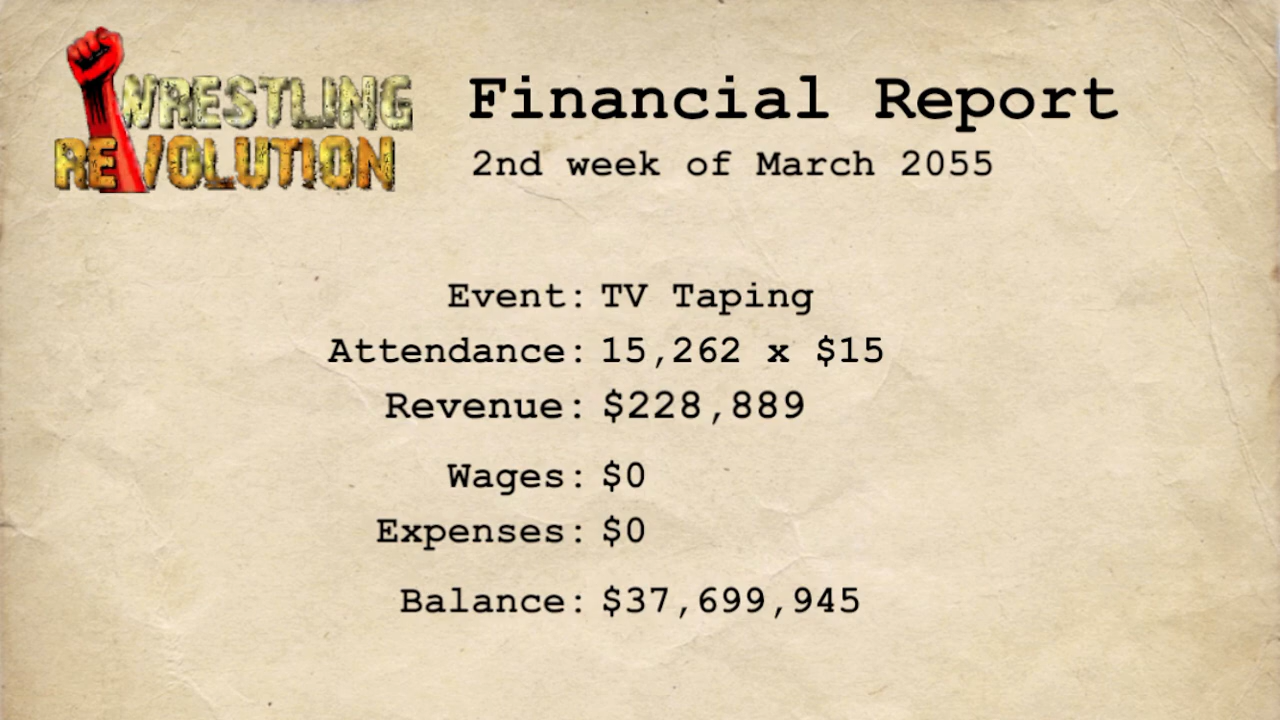 WRESTLING
REVOLUTION
Financial Report
2nd week of March 2055
Event: TV Taping
Attendance: 15,262 x $15
Revenue: $228,889
Wages: $0
Expenses: $0
Balance: $37,699,945